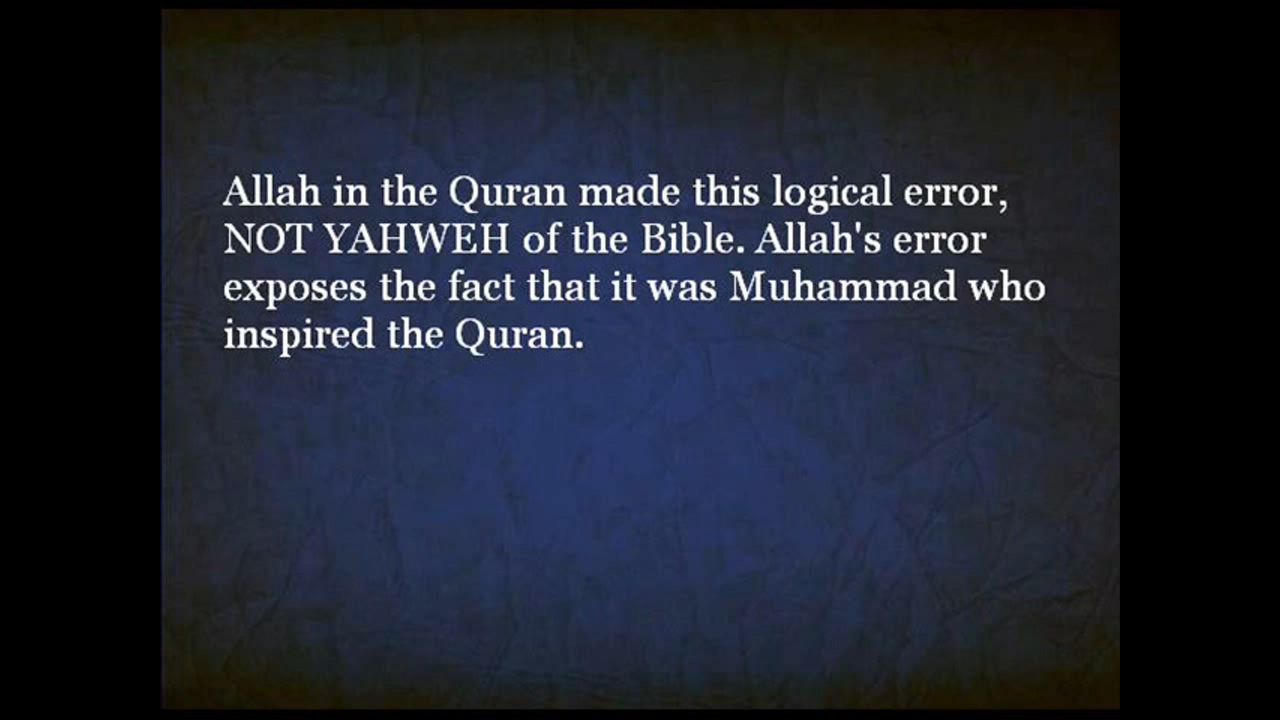 Allah in the Quran made this logical error,
NOT YAHWEH of the Bible. Allah's error
exposes the fact that it was Muhammad who
inspired the Quran.